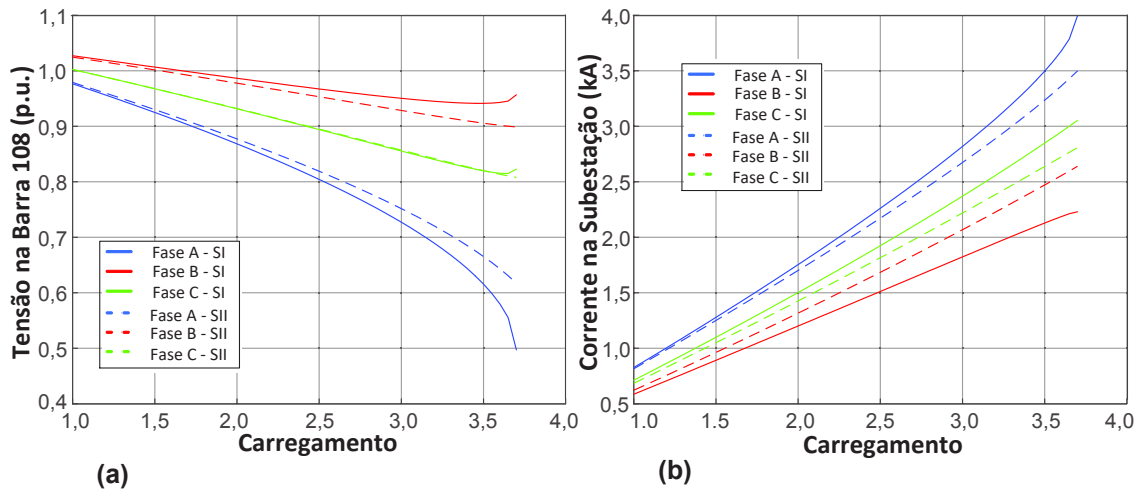 Tensão na Barra 108 (p.u.)
1,1
1,0
0,9
0,8
0,7
0,6
0,5
0,4
Fase A - SI
Fase B - SI
Fase C - SI
Fase A - SII
Fase B - SII
Fase C - SII
1,0 1,5 2,0 2,5 3,0 3,5 4,0
Carregamento
(a)
Corrente na Subestação (kA)
4,0
3,5
3,0
2,5
2,0
1,5
1,0
0,5
Fase A - SI
Fase B - SI
Fase C - SI
Fase A - SII
Fase B - SII
Fase C - SII
1.0 1,5 2,0 2,5 3,0 3,5 4,0
Carregamento
(b)